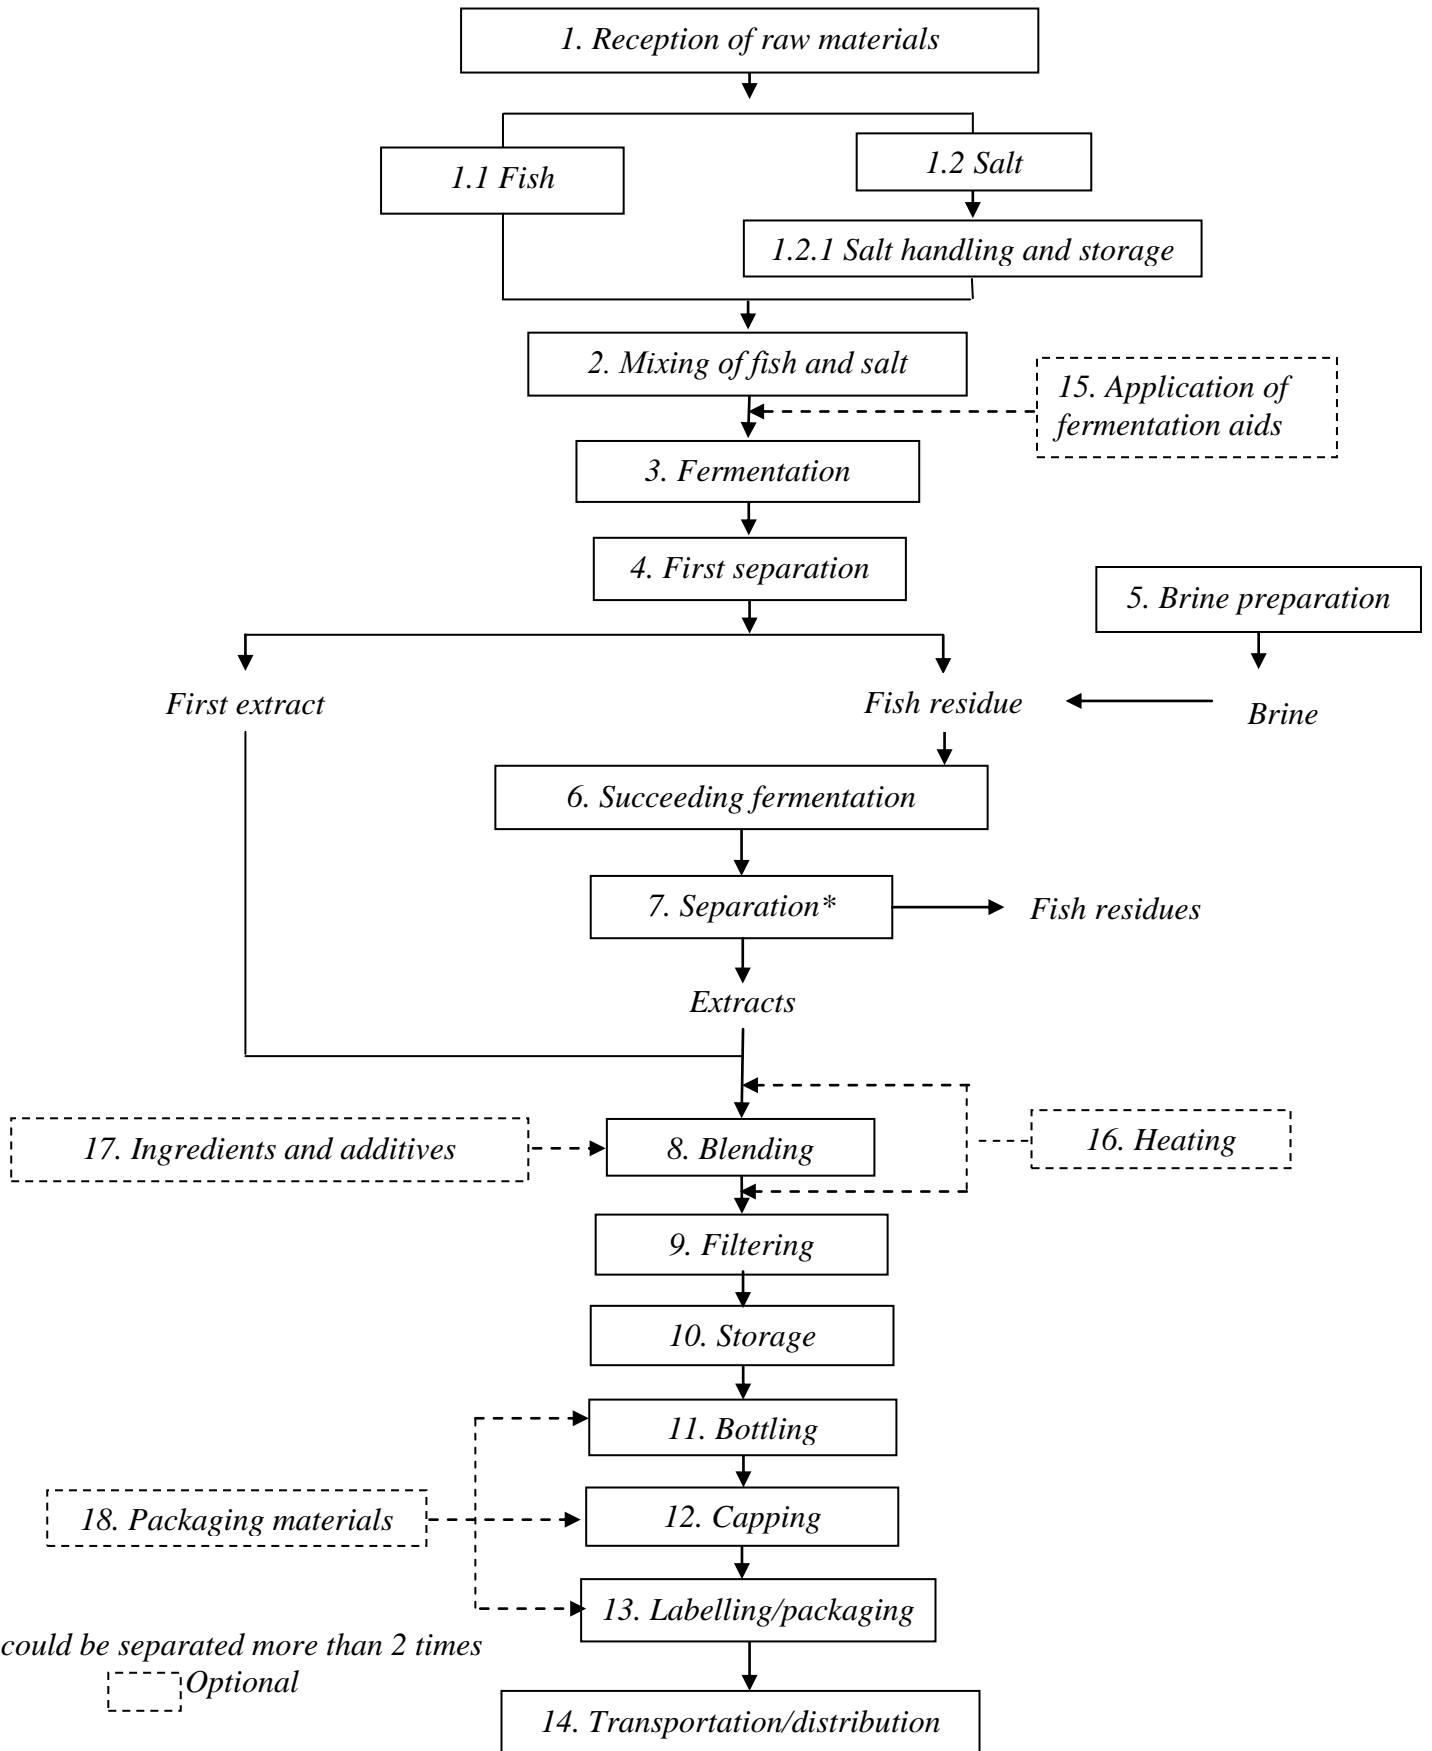 1. Reception of raw materials
1.1 Fish
1.2 Salt
1.2.1 Salt handling and storage
2. Mixing of fish and salt
15. Application of
fermentation aids
3. Fermentation
4. First separation
5. Brine preparation
First extract
Fish residue
Brine
6. Succeeding fermentation
7. Separation*
Fish residues
Extracts
17. Ingredients and additives
8. Blending
16. Heating
9. Filtering
10. Storage
11. Bottling
18. Packaging materials
12. Capping
13. Labelling/packaging
could be separated more than 2 times
Optional
14. Transportation/distribution